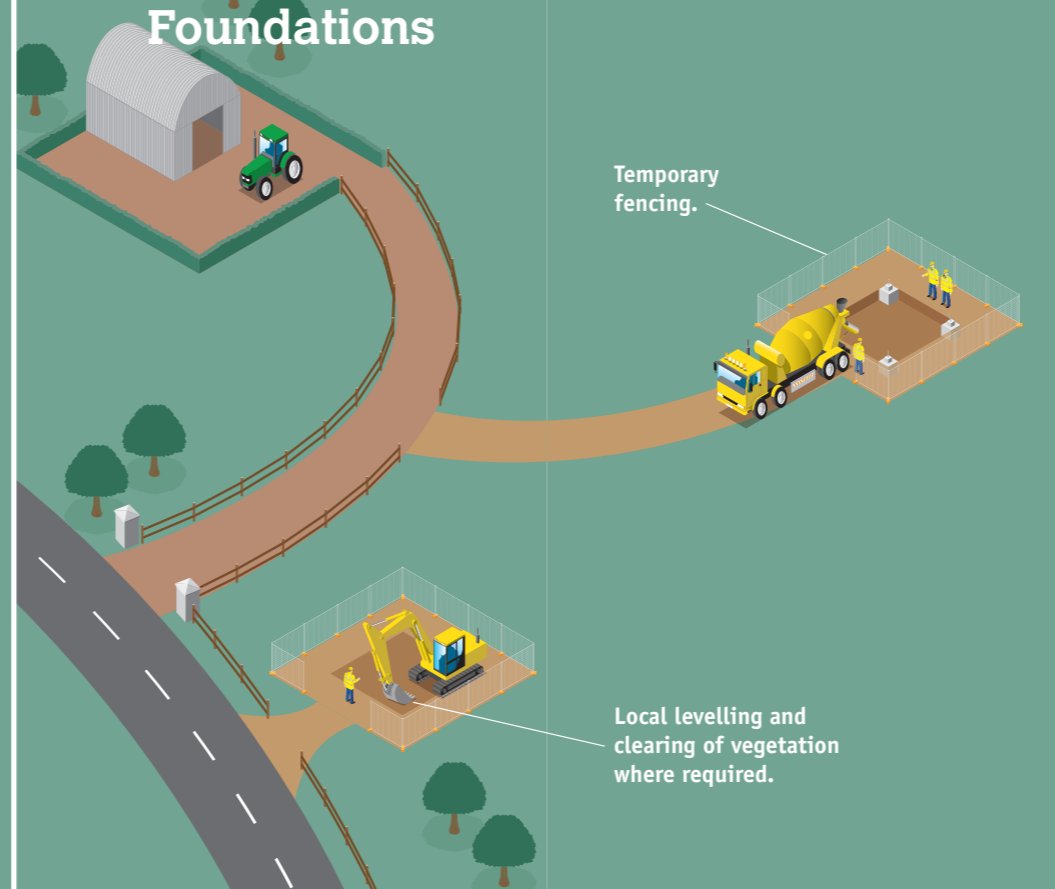 Foundations
Temporary
fencing.
Local levelling and
clearing of vegetation
where required.